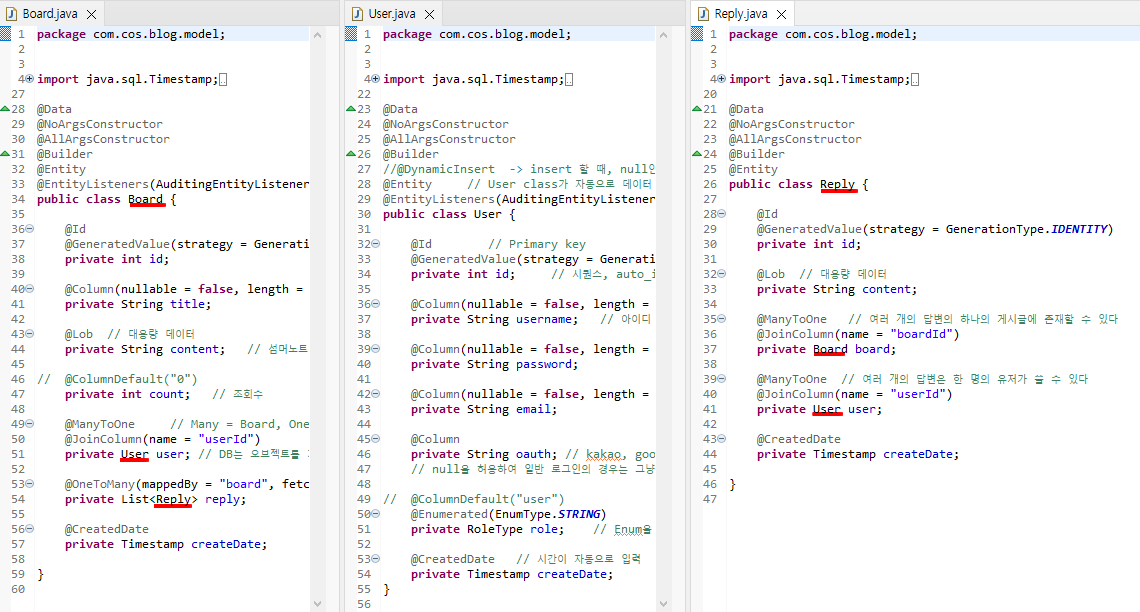 Board.java
1 package com.cos.blog.model;
2
3
4 import java.sql.Timestamp;
27
28 @Data
29 @NoArgsConstructor
30 @AllArgsConstructor
31 @Builder
32 @Entity
33 @EntityListeners(AuditingEntityListener
34 public class Board {
35
36 @Id
37 @GeneratedValue(strategy = Generati
38 private int id;
39
40 @Column(nullable = false, length =
41 private String title;
42
43 @Lob // 대용량 데이터
44 private String content; // 섬머노트
45
46 // @ColumnDefault("0")
47 private int count; // 조회수
48
49 @ManyToOne // Many = Board, One
50 @JoinColumn(name = "userId")
51 private User user; // DB는 오브젝트를
52
53 @OneToMany(mappedBy = "board", fetc
54 private List<Reply> reply;
55
56 @CreatedDate
57 private Timestamp createDate;
58
59 }
60
User.java
1 package com.cos.blog.model;
2
3
4 import java.sql.Timestamp;
22
23 @Data
24 @NoArgsConstructor
25 @AllArgsConstructor
26 @Builder
27 //@DynamicInsert -> insert 할 때, null인
28 @Entity // User class가 자동으로 데이터
29 @EntityListeners(AuditingEntityListener
30 public class User {
31
32 @Id // Primary key
33 @GeneratedValue(strategy = Generati
34 private int id; // 시퀀스, auto_i
35
36 @Column(nullable = false, length =
37 private String username; // 아이디
38
39 @Column(nullable = false, length =
40 private String password;
41
42 @Column(nullable = false, length =
43 private String email;
44
45 @Column
46 private String oauth; // kakao, goo
47 // null을 허용하여 일반 로그인의 경우는 그냥
48
49 // @ColumnDefault("user")
50 @Enumerated(EnumType.STRING)
51 private RoleType role; // Enum을
52
53 @CreatedDate // 시간이 자동으로 입력
54 private Timestamp createDate;
55 }
56
Reply.java
1 package com.cos.blog.model;
2
3
4 import java.sql.Timestamp;
20
21 @Data
22 @NoArgsConstructor
23 @AllArgsConstructor
24 @Builder
25 @Entity
26 public class Reply {
27
28 @Id
29 @GeneratedValue(strategy = GenerationType.IDENTITY)
30 private int id;
31
32 @Lob // 대용량 데이터
33 private String content;
34
35 @ManyToOne // 여러 개의 답변의 하나의 게시글에 존재할 수 있다
36 @JoinColumn(name = "boardId")
37 private Board board;
38
39 @ManyToOne // 여러 개의 답변은 한 명의 유저가 쓸 수 있다
40 @JoinColumn(name = "userId")
41 private User user;
42
43 @CreatedDate
44 private Timestamp createDate;
45
46 }
47